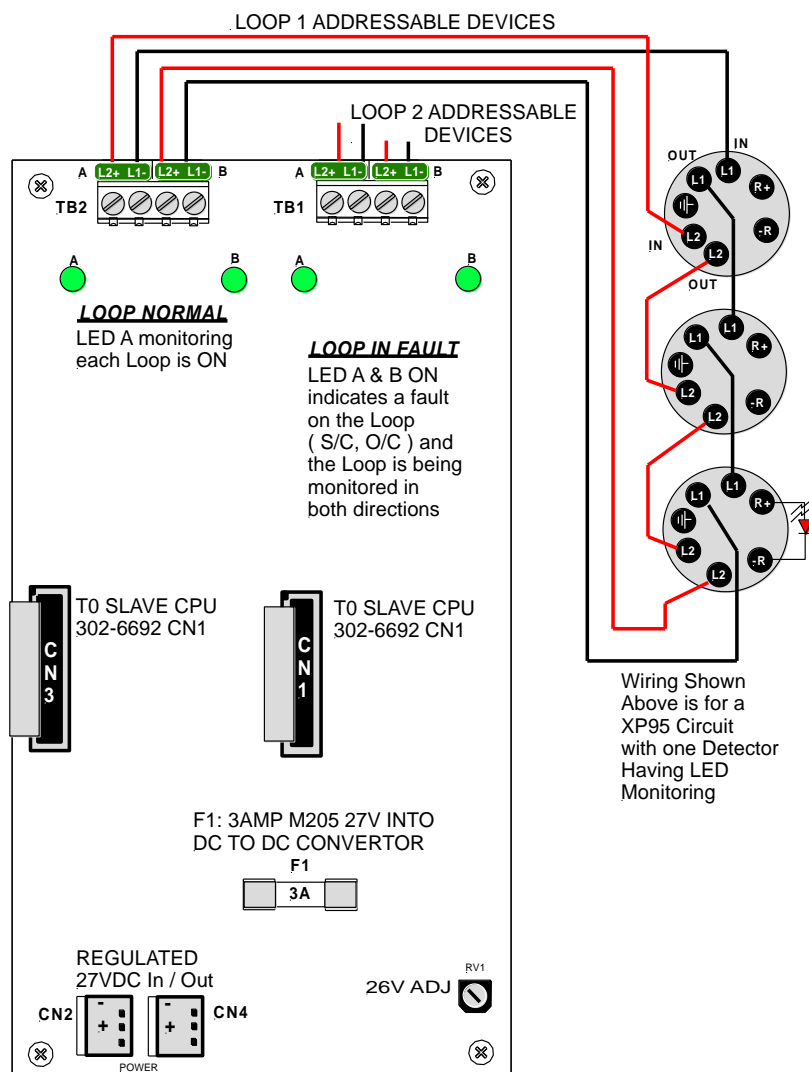 LOOP 1 ADDRESSABLE DEVICES
LOOP 2 ADDRESSABLE
DEVICES
A L2+ L1- L2+ L1- B
TB2
A L2+ L1- L2+ L1- B
TB1
A
B
A
B
LOOP NORMAL
LED A monitoring
each Loop is ON
LOOP IN FAULT
LED A & B ON
indicates a fault
on the Loop
( S/C, O/C ) and
the Loop is being
monitored in
both directions
OUT
IN
L1
L1
R+
-R
L2
L2
IN
OUT
L1
L1
R+
-R
L2
L2
L1
L1
R+
-R
L2
L2
T0 SLAVE CPU
302-6692 CN1
CN3
T0 SLAVE CPU
302-6692 CN1
CN1
Wiring Shown
Above is for a
XP95 Circuit
with one Detector
Having LED
Monitoring
F1: 3AMP M205 27V INTO
DC TO DC CONVERTOR
F1
3A
REGULATED
27VDC In / Out
CN2
- +
- +
CN4
POWER
RV1
26V ADJ